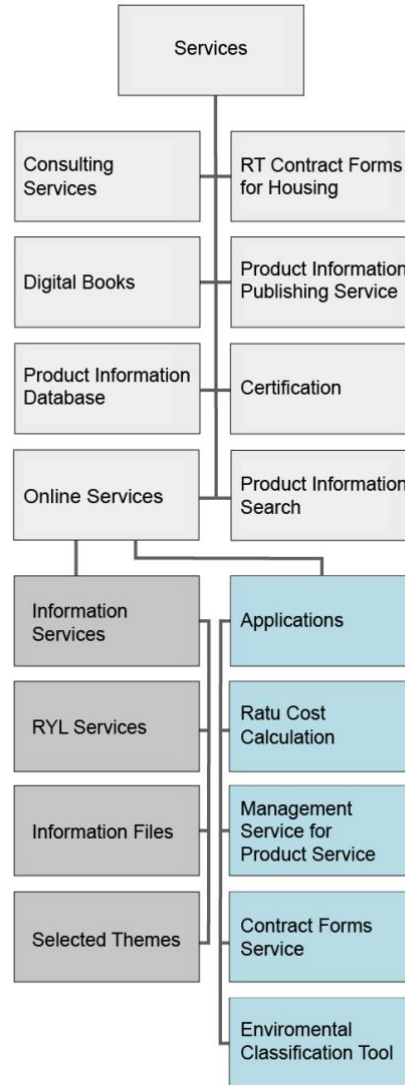 Services
Consulting
Services
RT Contract Forms
for Housing
Digital Books
Product Information
Publishing Service
Product Information
Database
Certification
Online Services
Product Information
Search
Information
Services
Applications
RYL Services
Ratu Cost
Calculation
Information Files
Management
Service for
Product Service
Selected Themes
Contract Forms
Service
Enviromental
Classification Tool